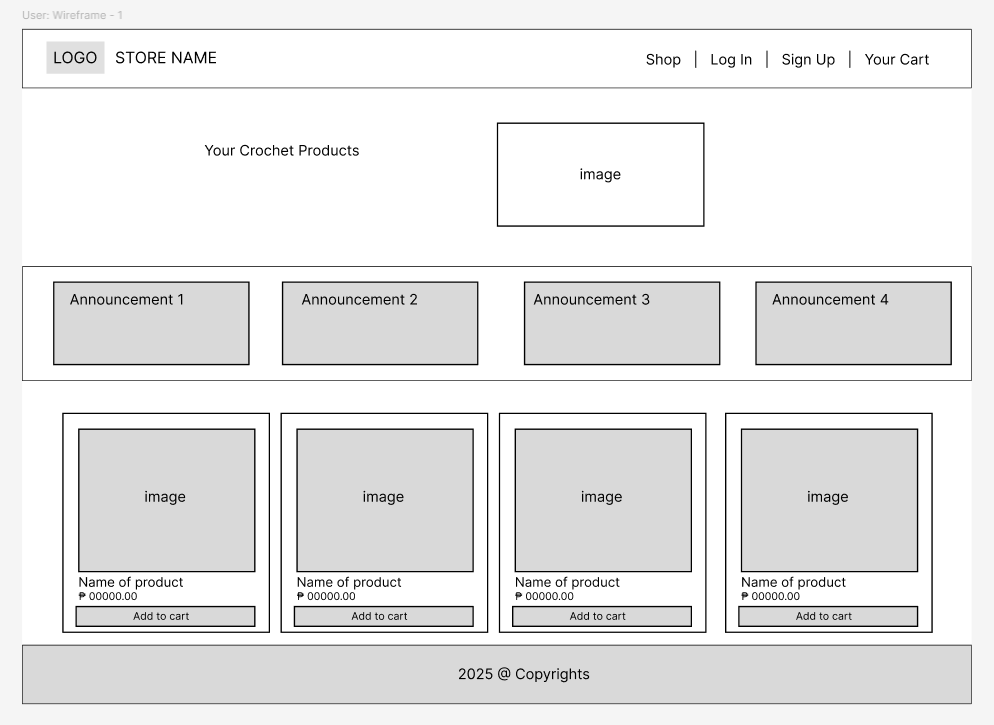 User: Wireframe - 1
LOGO STORE NAME Shop | Log In | Sign Up | Your Cart
Your Crochet Products
image
Announcement 1 Announcement 2 Announcement 3 Announcement 4
image image image image
Name of product Name of product Name of product Name of product
₱ 00000.00 ₱ 00000.00 ₱ 00000.00 ₱ 00000.00
Add to cart Add to cart Add to cart Add to cart
2025 @ Copyrights